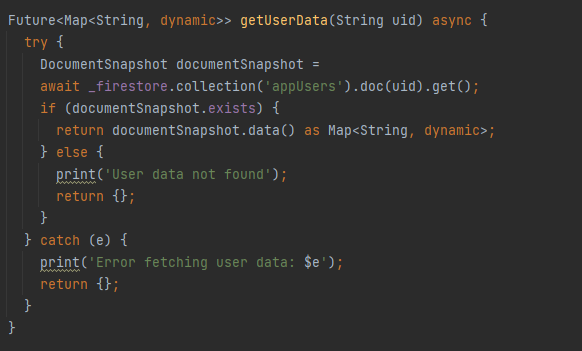 Future<Map<String, dynamic>> getUserData(String uid) async {
  try {
    DocumentSnapshot documentSnapshot =
    await _firestore.collection('appUsers').doc(uid).get();
    if (documentSnapshot.exists) {
      return documentSnapshot.data() as Map<String, dynamic>;
    } else {
      print('User data not found');
      return {};
    }
  } catch (e) {
    print('Error fetching user data: $e');
    return {};
  }
}